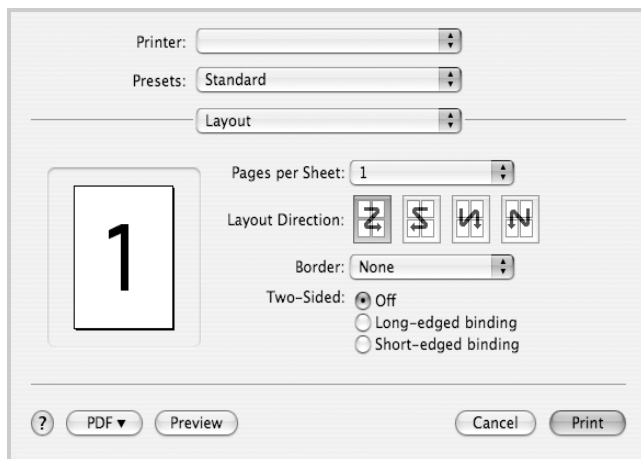 Printer:
Presets: Standard
Layout
Pages per Sheet: 1
Layout Direction:
1
Border: None
Two-Sided: Off
Long-edged binding
Short-edged binding
? PDF▼ Preview Cancel Print